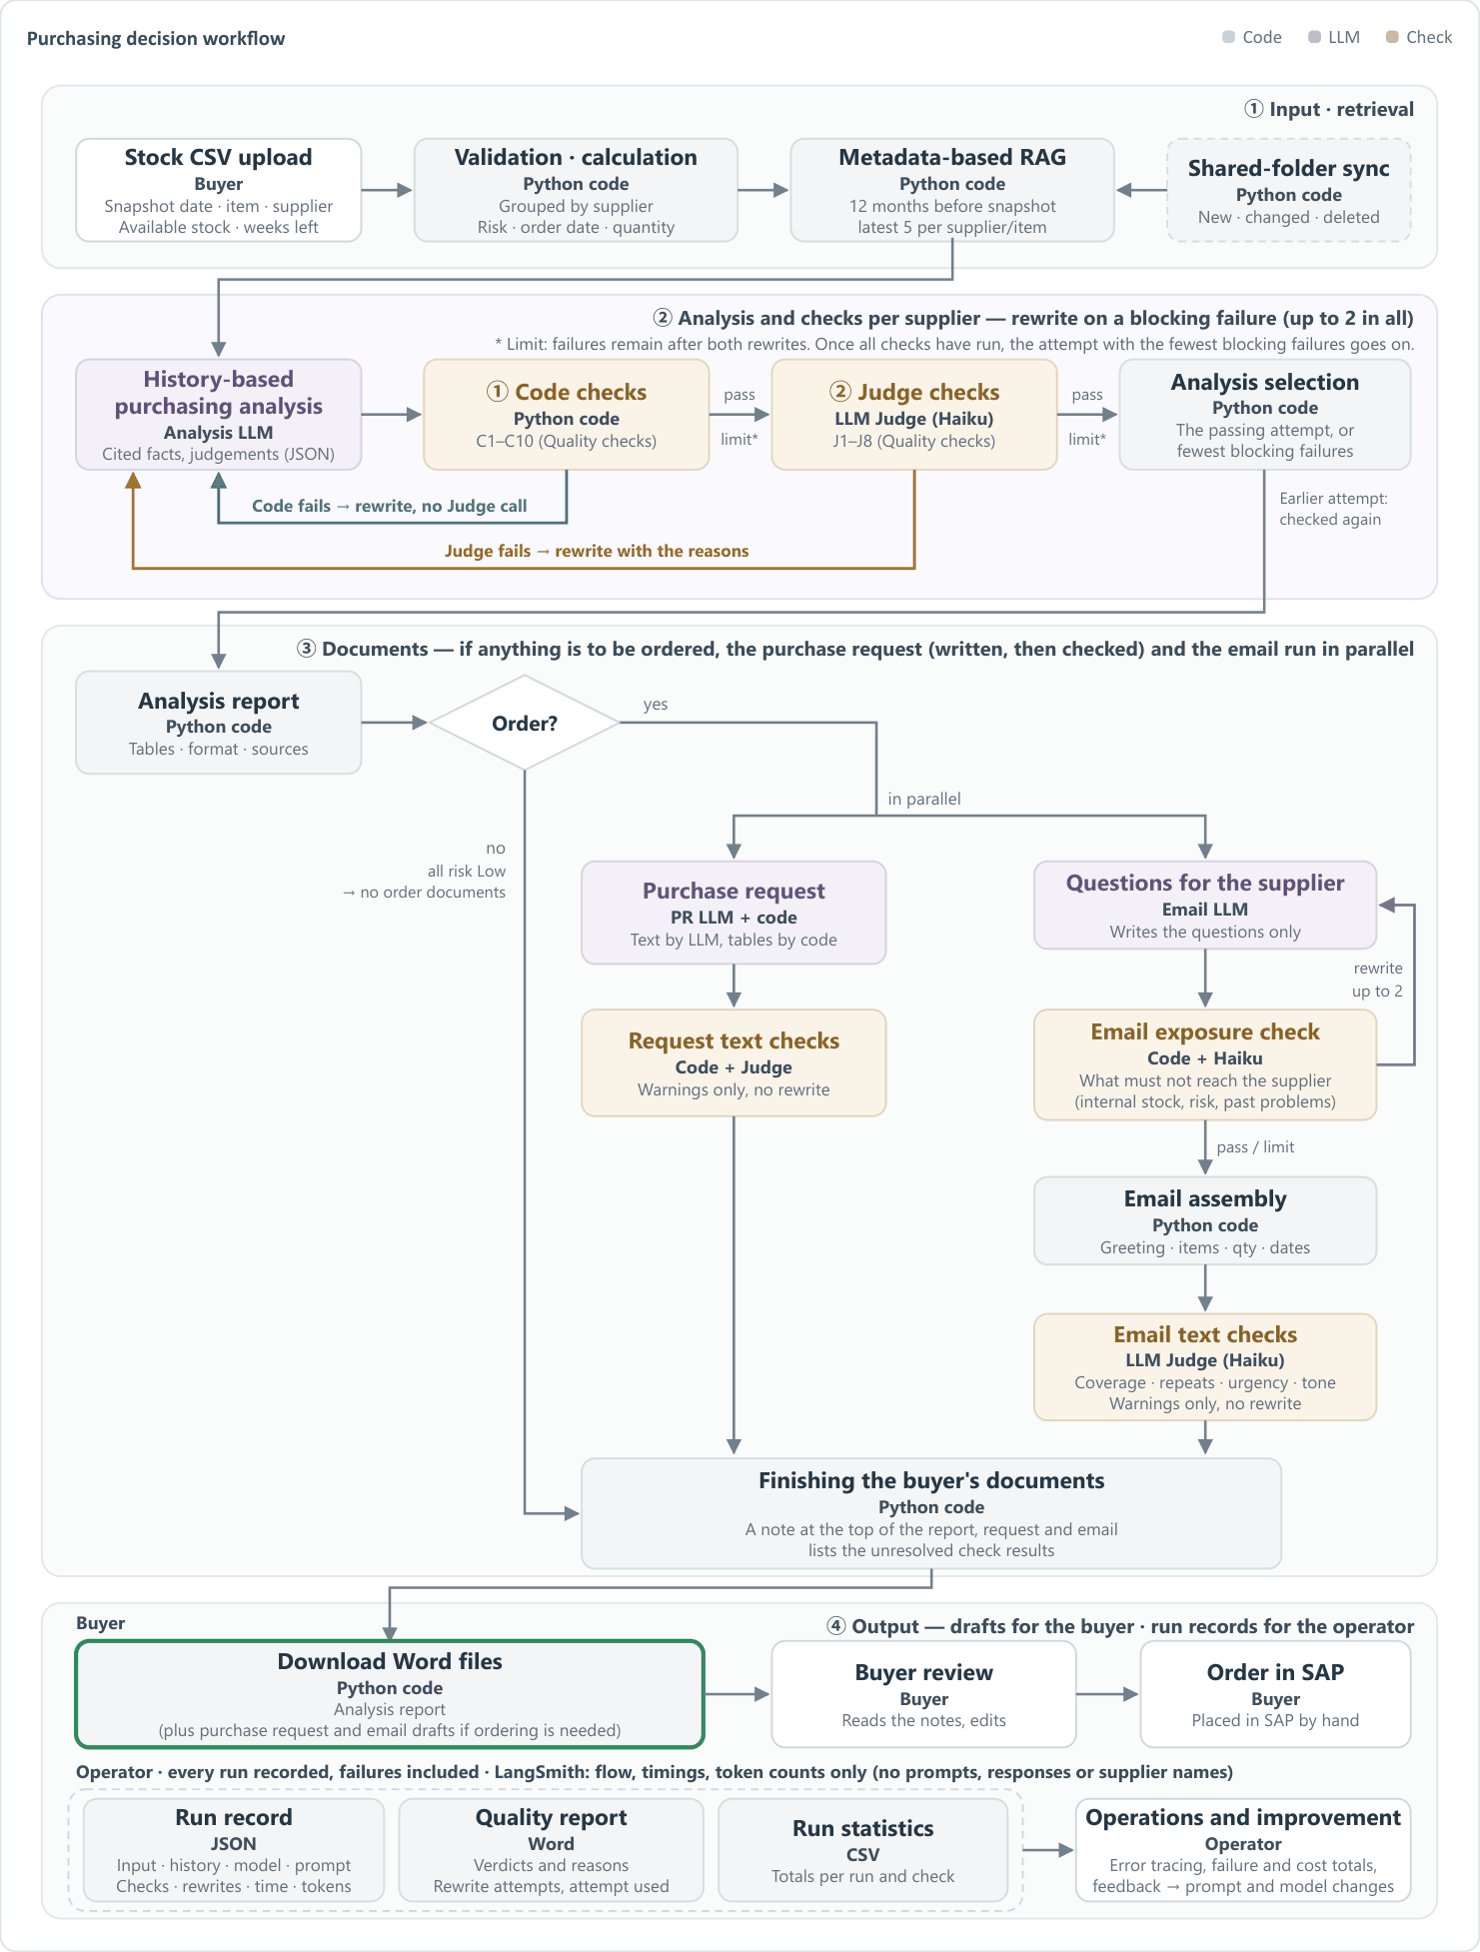 Purchasing decision workflow
Code
LLM
Check
① Input · retrieval
Stock CSV upload
Buyer
Snapshot date · item · supplier
Available stock · weeks left
Validation · calculation
Python code
Grouped by supplier
Risk · order date · quantity
Metadata-based RAG
Python code
12 months before snapshot
latest 5 per supplier/item
Shared-folder sync
Python code
New · changed · deleted
② Analysis and checks per supplier — rewrite on a blocking failure (up to 2 in all)
* Limit: failures remain after both rewrites. Once all checks have run, the attempt with the fewest blocking failures goes on.
History-based
purchasing analysis
Analysis LLM
Cited facts, judgements (JSON)
① Code checks
Python code
C1–C10 (Quality checks)
pass
limit*
② Judge checks
LLM Judge (Haiku)
J1–J8 (Quality checks)
pass
limit*
Analysis selection
Python code
The passing attempt, or
fewest blocking failures
Code fails → rewrite, no Judge call
Judge fails → rewrite with the reasons
Earlier attempt:
checked again
③ Documents — if anything is to be ordered, the purchase request (written, then checked) and the email run in parallel
Analysis report
Python code
Tables · format · sources
Order?
yes
in parallel
no
all risk Low
→ no order documents
Purchase request
PR LLM + code
Text by LLM, tables by code
Questions for the supplier
Email LLM
Writes the questions only
rewrite
up to 2
Request text checks
Code + Judge
Warnings only, no rewrite
Email exposure check
Code + Haiku
What must not reach the supplier
(internal stock, risk, past problems)
pass / limit
Email assembly
Python code
Greeting · items · qty · dates
Email text checks
LLM Judge (Haiku)
Coverage · repeats · urgency · tone
Warnings only, no rewrite
Finishing the buyer's documents
Python code
A note at the top of the report, request and email
lists the unresolved check results
Buyer
④ Output — drafts for the buyer · run records for the operator
Download Word files
Python code
Analysis report
(plus purchase request and email drafts if ordering is needed)
Buyer review
Buyer
Reads the notes, edits
Order in SAP
Buyer
Placed in SAP by hand
Operator · every run recorded, failures included · LangSmith: flow, timings, token counts only (no prompts, responses or supplier names)
Run record
JSON
Input · history · model · prompt
Checks · rewrites · time · tokens
Quality report
Word
Verdicts and reasons
Rewrite attempts, attempt used
Run statistics
CSV
Totals per run and check
Operations and improvement
Operator
Error tracing, failure and cost totals,
feedback → prompt and model changes